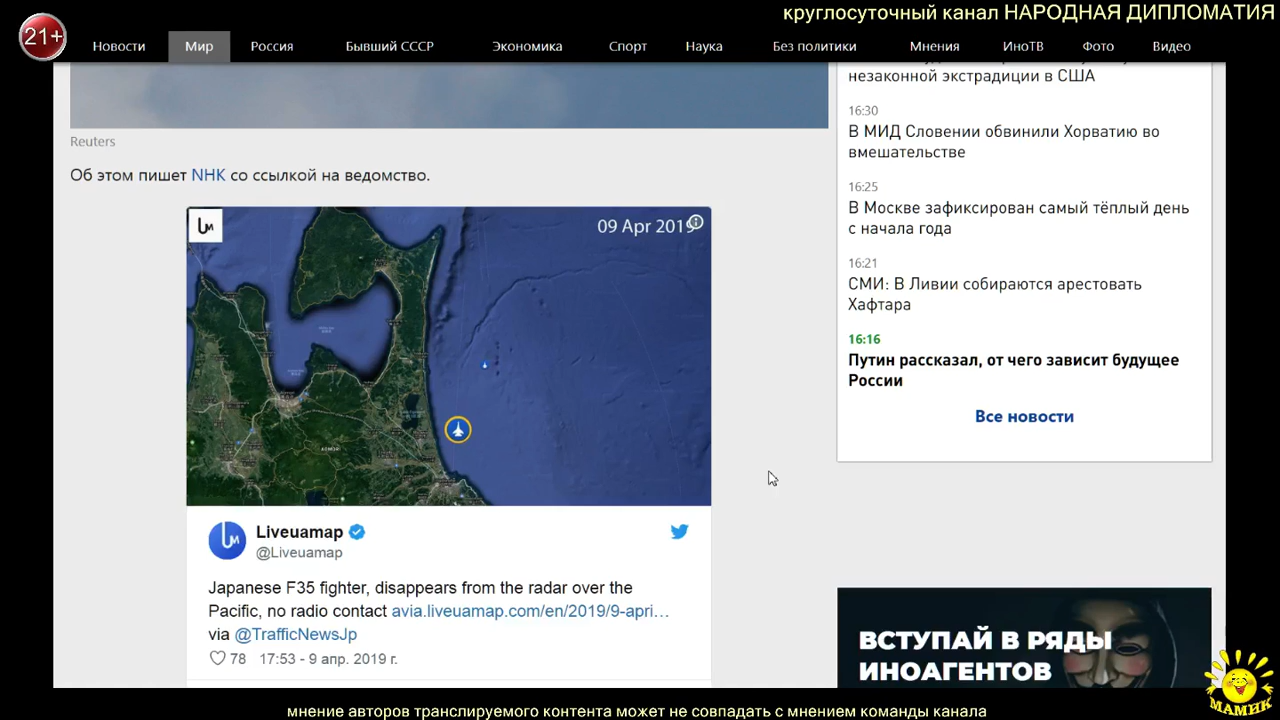 круглосуточный канал НАРОДНАЯ ДИПЛОМАТИЯ
21+
Новости Мир Россия Бывший СССР Экономика Спорт Наука Без политики Мнения ИноТВ Фото Видео
незаконной экстрадиции в США
Reuters
Об этом пишет NHK со ссылкой на ведомство.
16:30
В МИД Словении обвинили Хорватию во
вмешательстве
16:25
В Москве зафиксирован самый тёплый день
с начала года
16:21
СМИ: В Ливии собираются арестовать
Хафтара
16:16
Путин рассказал, от чего зависит будущее
России
Все новости
09 Apr 2019
Liveuamap
@Liveuamap
Japanese F35 fighter, disappears from the radar over the
Pacific, no radio contact avia.liveuamap.com/en/2019/9-apri…
via @TrafficNewsJp
78 17:53 - 9 апр. 2019 г.
ВСТУПАЙ В РЯДЫ
ИНОАГЕНТОВ
МАМИК
мнение авторов транслируемого контента может не совпадать с мнением команды канала